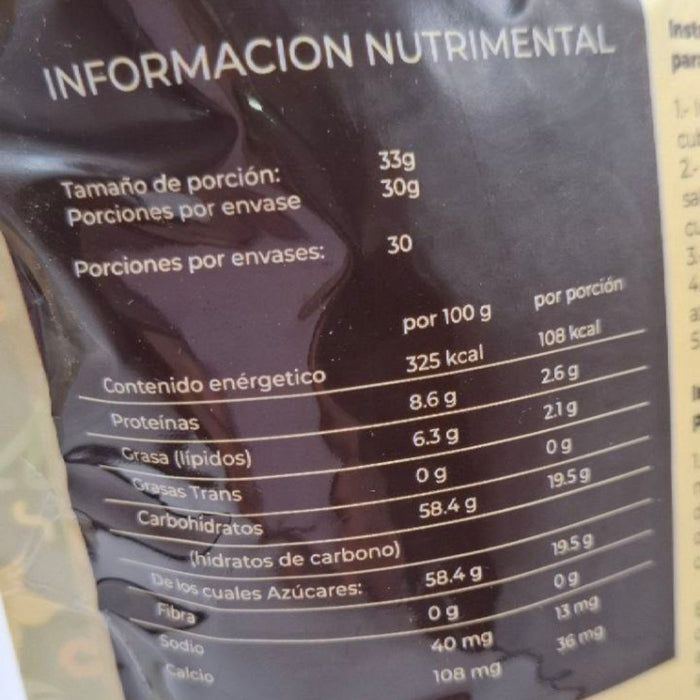 INFORMACION NUTRIMENTAL
Tamaño de porción: 33g
Porciones por envase 30g
Porciones por envases: 30
por 100 g por porción
Contenido enérgetico 325 kcal 108 kcal
Proteínas 8.6 g 2.6 g
Grasa (lípidos) 6.3 g 2.1 g
Grasas Trans 0 g 0 g
Carbohidratos 58.4 g 19.5 g
(hidratos de carbono)
De los cuales Azúcares: 58.4 g 19.5 g
Fibra 0 g 0 g
Sodio 40 mg 13 mg
Calcio 108 mg 36 mg